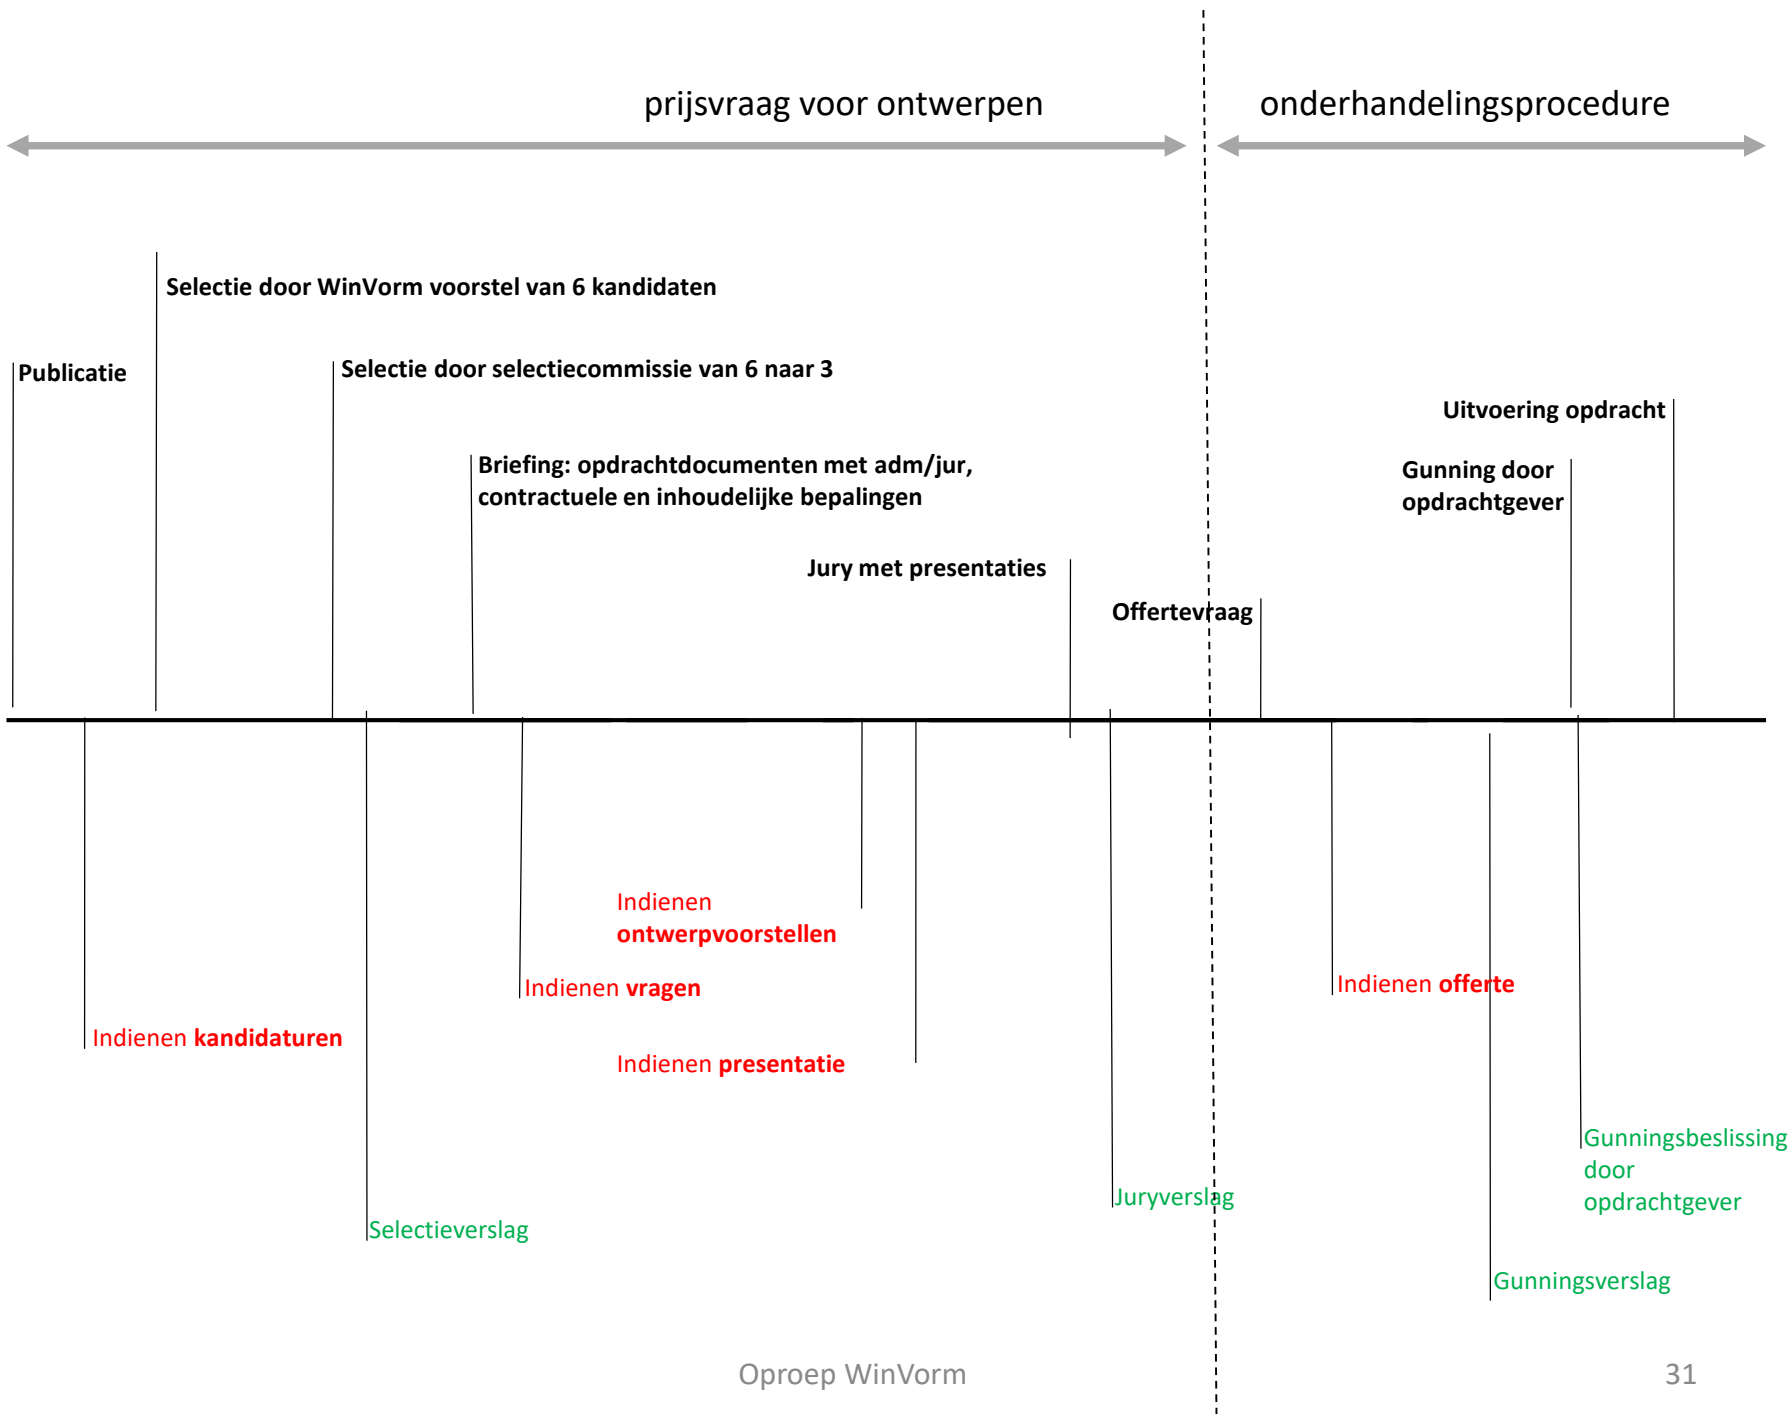 prijsvraag voor ontwerpen
onderhandelingsprocedure
Selectie door WinVorm voorstel van 6 kandidaten
Publicatie
Selectie door selectiecommissie van 6 naar 3
Uitvoering opdracht
Briefing: opdrachtdocumenten met adm/jur,
contractuele en inhoudelijke bepalingen
Gunning door
opdrachtgever
Jury met presentaties
Offertevraag
Indienen
ontwerpvoorstellen
Indienen vragen
Indienen offerte
Indienen kandidaturen
Indienen presentatie
Gunningsbeslissing
door
opdrachtgever
Juryverslag
Selectieverslag
Gunningsverslag
Oproep WinVorm
31